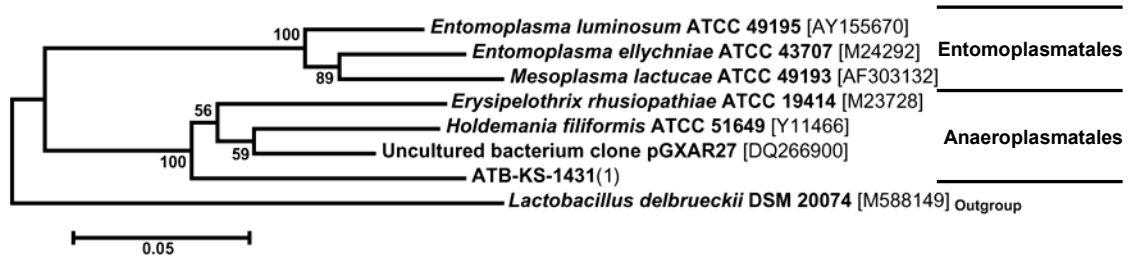 100
Entomoplasma luminosum ATCC 49195 [AY155670]
Entomoplasma ellychniae ATCC 43707 [M24292]
Entomoplasmatales
89
Mesoplasma lactucae ATCC 49193 [AF303132]
56
Erysipelothrix rhusiopathiae ATCC 19414 [M23728]
Holdemania filiformis ATCC 51649 [Y11466]
Anaeroplasmatales
59
Uncultured bacterium clone pGXAR27 [DQ266900]
100
ATB-KS-1431(1)
Lactobacillus delbrueckii DSM 20074 [M588149] Outgroup
0.05